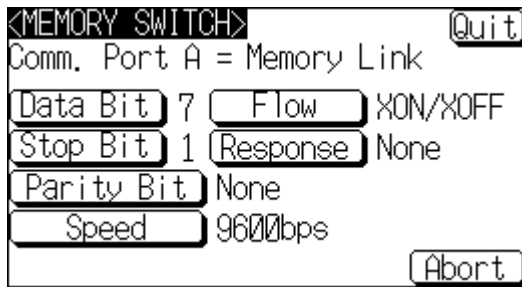 <MEMORY SWITCH> Quit
Comm. Port A = Memory Link
Data Bit 7 Flow XON/XOFF
Stop Bit 1 Response None
Parity Bit None
Speed 9600bps
Abort